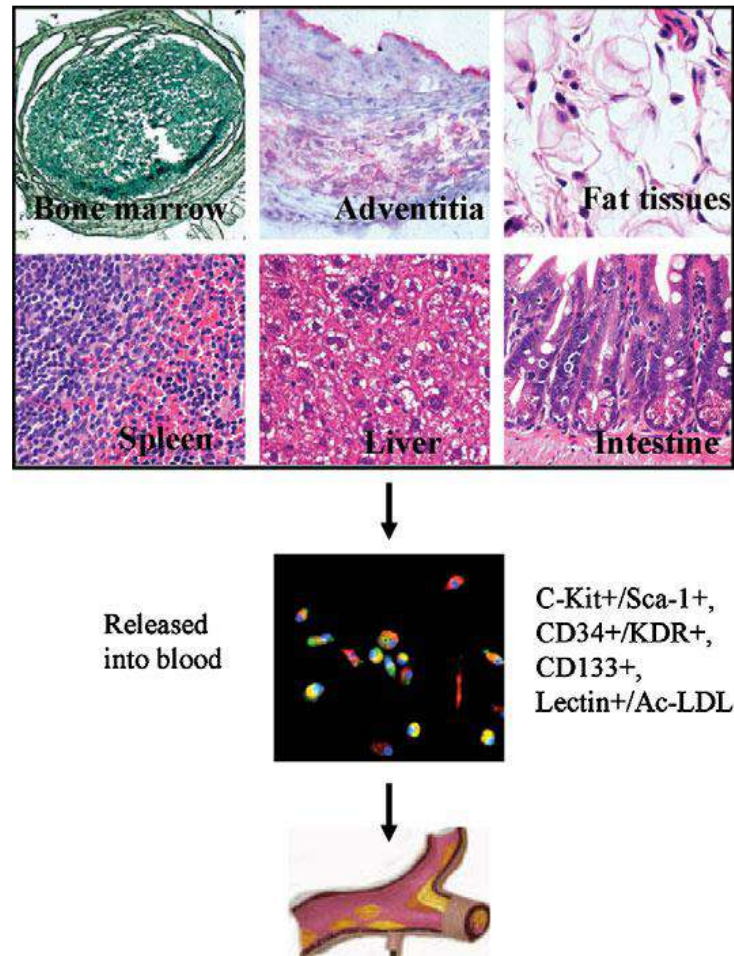 Bone marrow
Adventitia
Fat tissues
Spleen
Liver
Intestine
Released
into blood
C-Kit+/Sca-1+,
CD34+/KDR+,
CD133+,
Lectin+/Ac-LDL